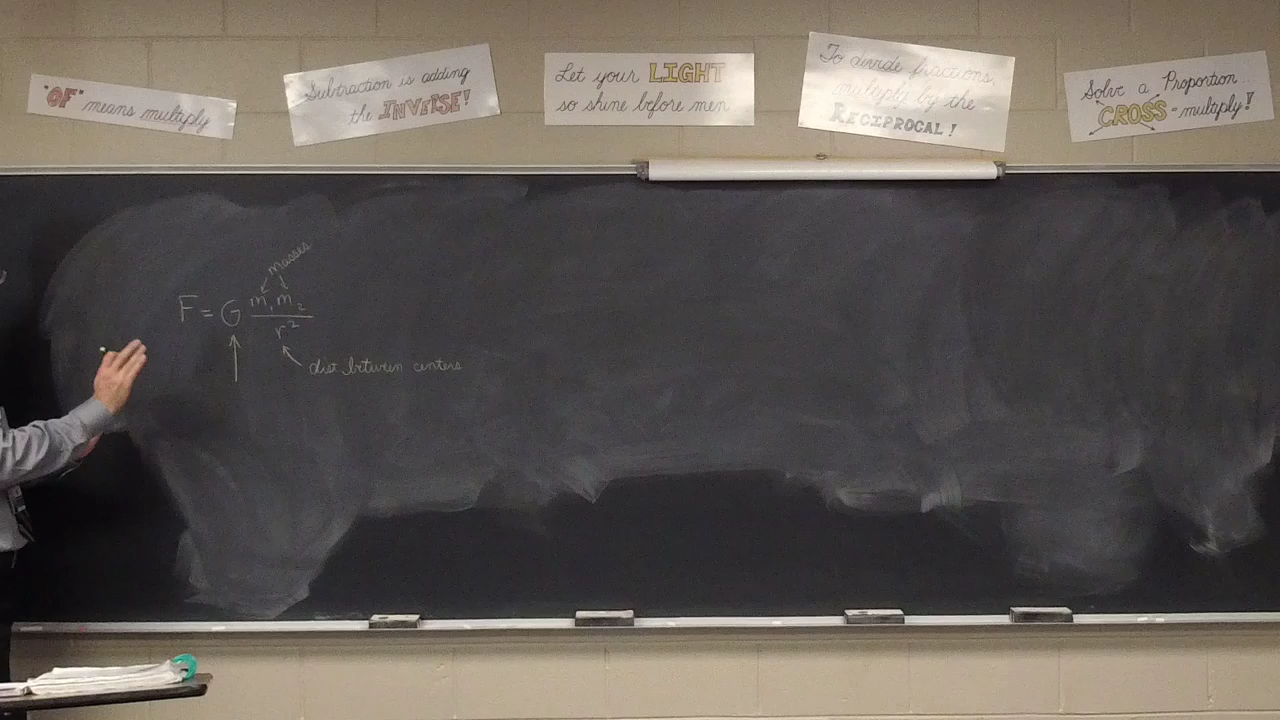 "OF" means multiply
Subtraction is adding
the INVERSE!
Let your LIGHT
so shine before men
To divide fractions,
multiply by the
RECIPROCAL!
Solve a Proportion...
CROSS-multiply!
masses
F = G m₁m₂/r²
dist between centers